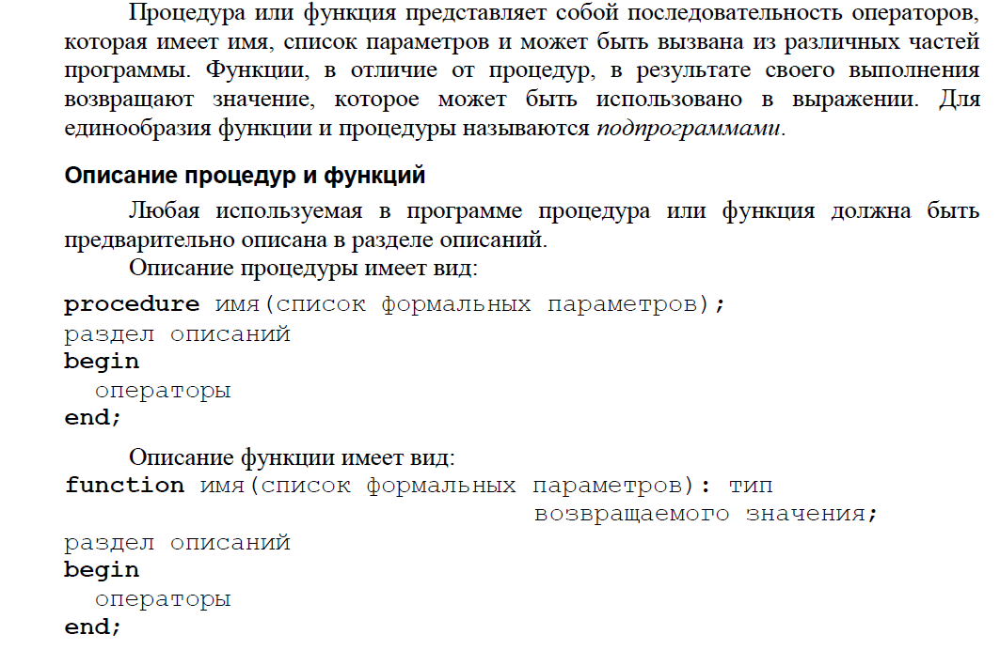 Процедура или функция представляет собой последовательность операторов,
которая имеет имя, список параметров и может быть вызвана из различных частей
программы. Функции, в отличие от процедур, в результате своего выполнения
возвращают значение, которое может быть использовано в выражении. Для
единообразия функции и процедуры называются подпрограммами.
Описание процедур и функций
Любая используемая в программе процедура или функция должна быть
предварительно описана в разделе описаний.
Описание процедуры имеет вид:
procedure имя(список формальных параметров);
раздел описаний
begin
  операторы
end;
Описание функции имеет вид:
function имя(список формальных параметров): тип
возвращаемого значения;
раздел описаний
begin
  операторы
end;